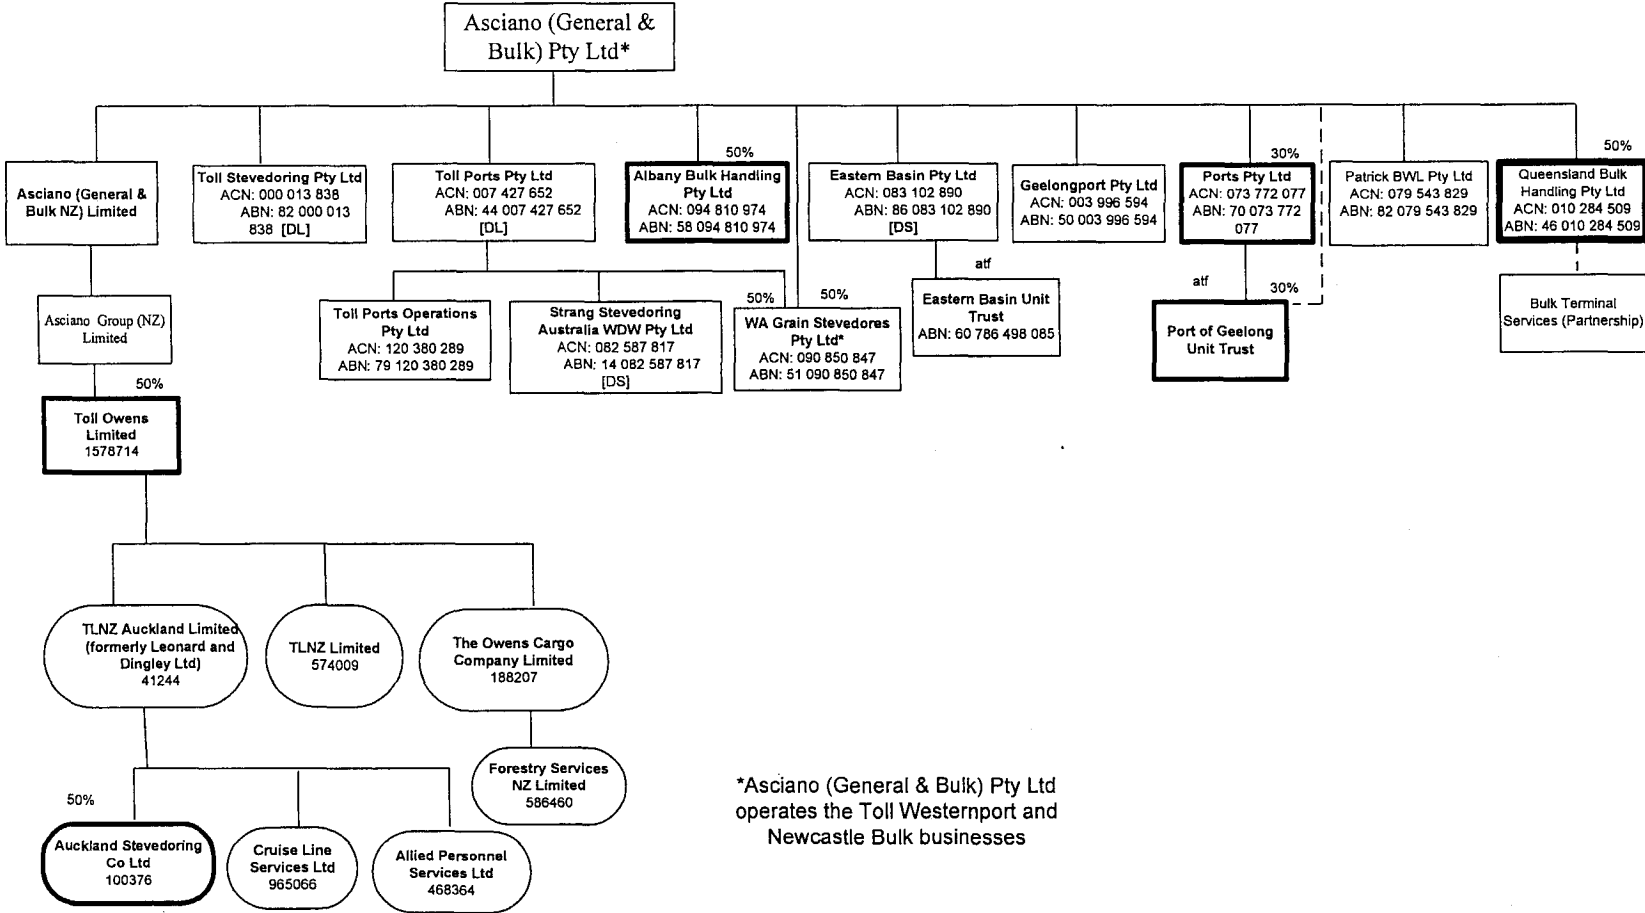 Asciano (General &
Bulk) Pty Ltd*
Asciano (General &
Bulk NZ) Limited
Toll Stevedoring Pty Ltd
ACN: 000 013 838
ABN: 82 000 013
838 [DL]
Toll Ports Pty Ltd
ACN: 007 427 652
ABN: 44 007 427 652
[DL]
50%
Albany Bulk Handling
Pty Ltd
ACN: 094 810 974
ABN: 58 094 810 974
Eastern Basin Pty Ltd
ACN: 083 102 890
ABN: 86 083 102 890
[DS]
Geelongport Pty Ltd
ACN: 003 996 594
ABN: 50 003 996 594
30%
Ports Pty Ltd
ACN: 073 772 077
ABN: 70 073 772
077
Patrick BWL Pty Ltd
ACN: 079 543 829
ABN: 82 079 543 829
50%
Queensland Bulk
Handling Pty Ltd
ACN: 010 284 509
ABN: 46 010 284 509
Asciano Group (NZ)
Limited
Toll Ports Operations
Pty Ltd
ACN: 120 380 289
ABN: 79 120 380 289
Strang Stevedoring
Australia WDW Pty Ltd
ACN: 082 587 817
ABN: 14 082 587 817
[DS]
50%
50%
WA Grain Stevedores
Pty Ltd*
ACN: 090 850 847
ABN: 51 090 850 847
atf
Eastern Basin Unit
Trust
ABN: 60 786 498 085
atf
30%
Port of Geelong
Unit Trust
Bulk Terminal
Services (Partnership)
50%
Toll Owens
Limited
1578714
TLNZ Auckland Limited
(formerly Leonard and
Dingley Ltd)
41244
TLNZ Limited
574009
The Owens Cargo
Company Limited
188207
Forestry Services
NZ Limited
586460
50%
Auckland Stevedoring
Co Ltd
100376
Cruise Line
Services Ltd
965066
Allied Personnel
Services Ltd
468364
*Asciano (General & Bulk) Pty Ltd
operates the Toll Westernport and
Newcastle Bulk businesses